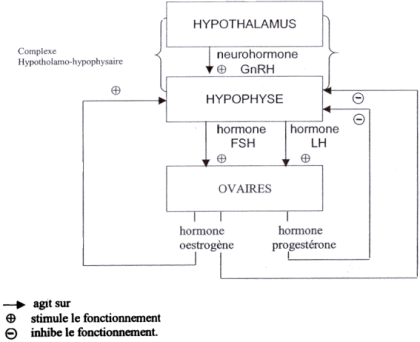 HYPOTHALAMUS
Complexe
Hypotholamo-hypophysaire
neurohormone
⊕ GnRH
⊕
⊖
HYPOPHYSE
⊖
hormone
FSH
hormone
LH
⊕
⊕
OVAIRES
hormone
oestrogène
hormone
progestérone
agit sur
⊕ stimule le fonctionnement
⊖ inhibe le fonctionnement.